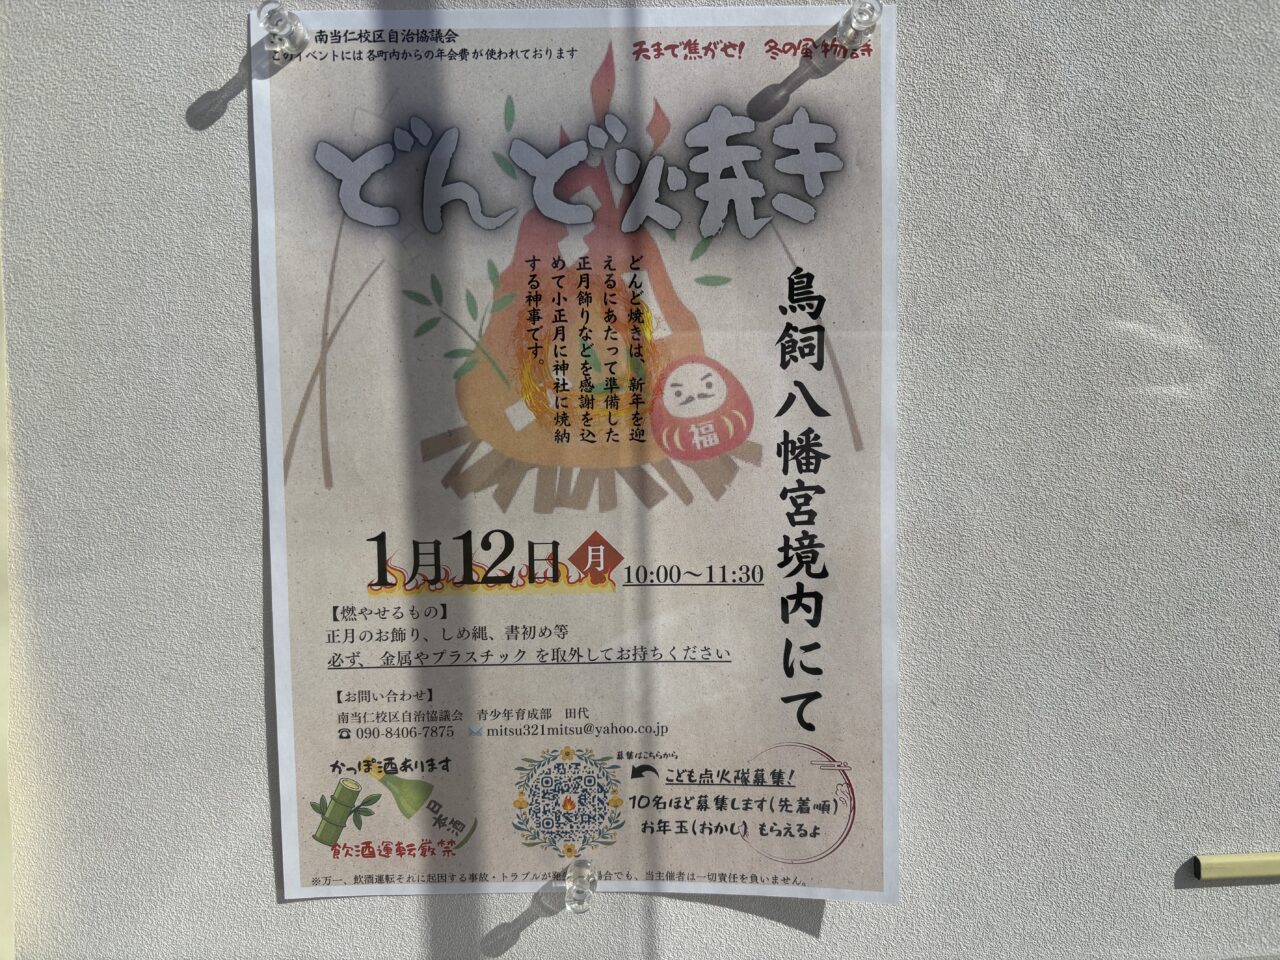 南当仁校区自治協議会
このイベントには各町内からの年会費が使われております
天まで焦がせ! 冬の風物詩
どんど焼き
鳥飼八幡宮境内にて
どんど焼きは、新年を迎
えるにあたって準備した
正月飾りなどを感謝を込
めて小正月に神社に焼納
する神事です。
福
1月12日 月 10:00～11:30
【燃やせるもの】
正月のお飾り、しめ縄、書初め等
必ず、金属やプラスチックを取外してお持ちください
【お問い合わせ】
南当仁校区自治協議会 青少年育成部 田代
☎ 090-8406-7875 ✉ mitsu321mitsu@yahoo.co.jp
かっぽ酒あります
日本酒
飲酒運転厳禁
募集はこちらから
こども点火隊募集!
10名ほど募集します(先着順)
お年玉(おかし)もらえるよ
※万一、飲酒運転それに起因する事故・トラブルが発 場合でも、当主催者は一切責任を負いません。